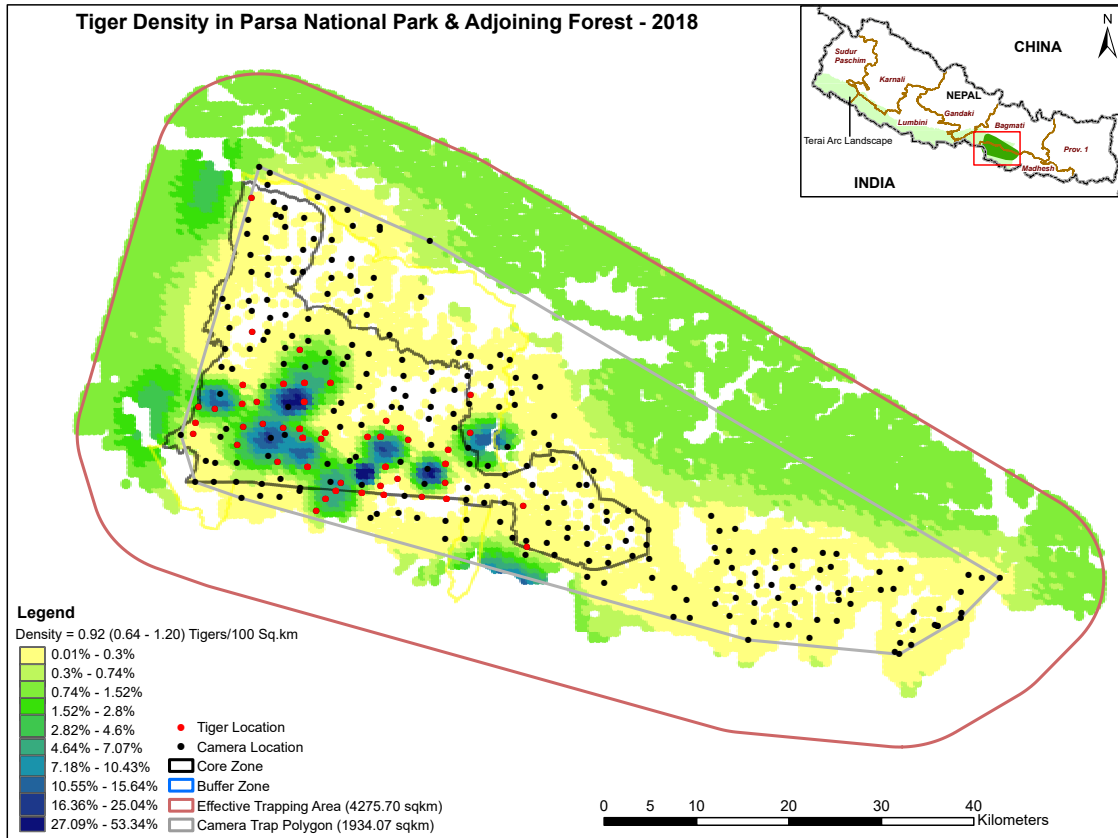 Tiger Density in Parsa National Park & Adjoining Forest - 2018
N
CHINA
Sudur
Paschim
Karnali
NEPAL
Gandaki
Bagmati
Lumbini
Prov. 1
Terai Arc Landscape
Madhesh
INDIA
Legend
Density = 0.92 (0.64 - 1.20) Tigers/100 Sq.km
0.01% - 0.3%
0.3% - 0.74%
0.74% - 1.52%
1.52% - 2.8%
2.82% - 4.6%
4.64% - 7.07%
7.18% - 10.43%
10.55% - 15.64%
16.36% - 25.04%
27.09% - 53.34%
Tiger Location
Camera Location
Core Zone
Buffer Zone
Effective Trapping Area (4275.70 sqkm)
Camera Trap Polygon (1934.07 sqkm)
0 5 10 20 30 40
Kilometers